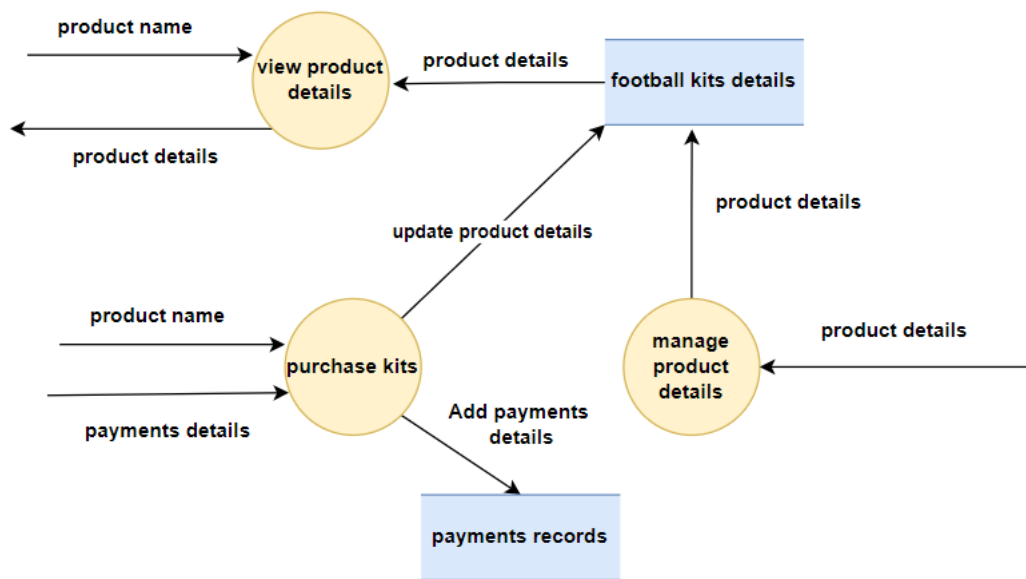 product name
view product
details
product details
football kits details
product details
product details
update product details
product name
purchase kits
manage
product
details
product details
payments details
Add payments
details
payments records